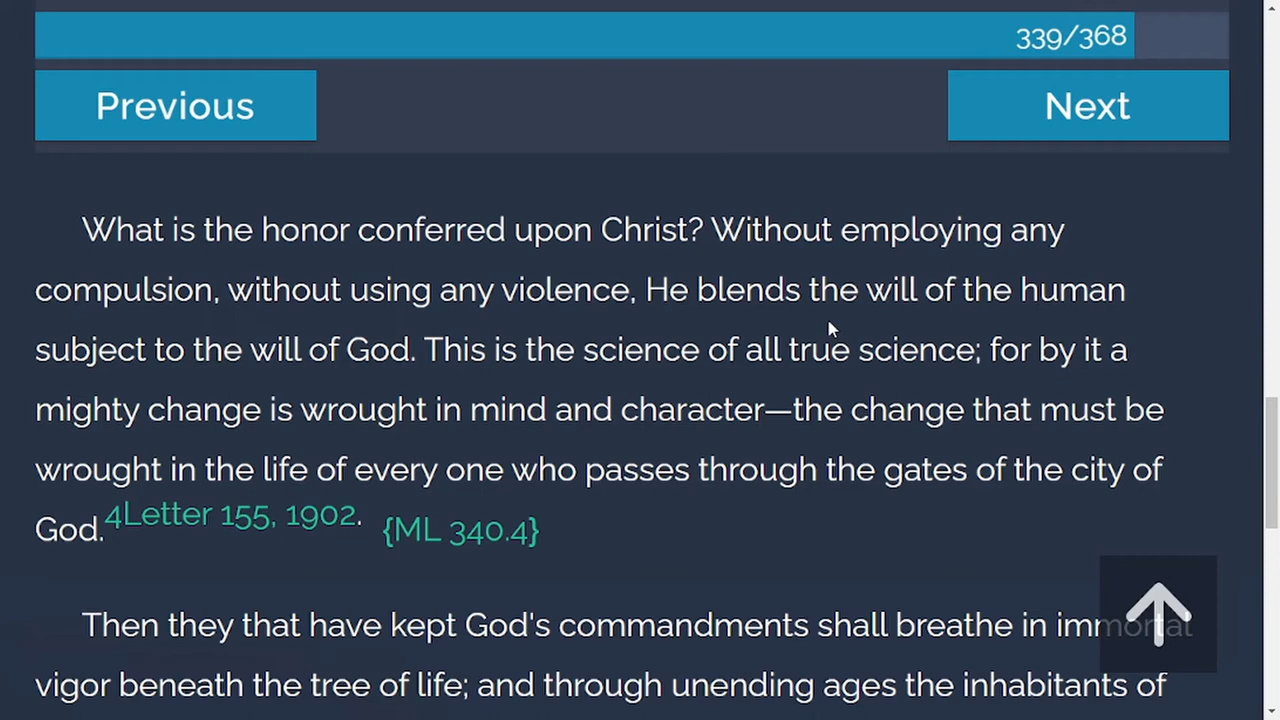 339/368
Previous
Next
What is the honor conferred upon Christ? Without employing any
compulsion, without using any violence, He blends the will of the human
subject to the will of God. This is the science of all true science; for by it a
mighty change is wrought in mind and character—the change that must be
wrought in the life of every one who passes through the gates of the city of
God.4Letter 155, 1902. {ML 340.4}
Then they that have kept God's commandments shall breathe in immortal
vigor beneath the tree of life; and through unending ages the inhabitants of